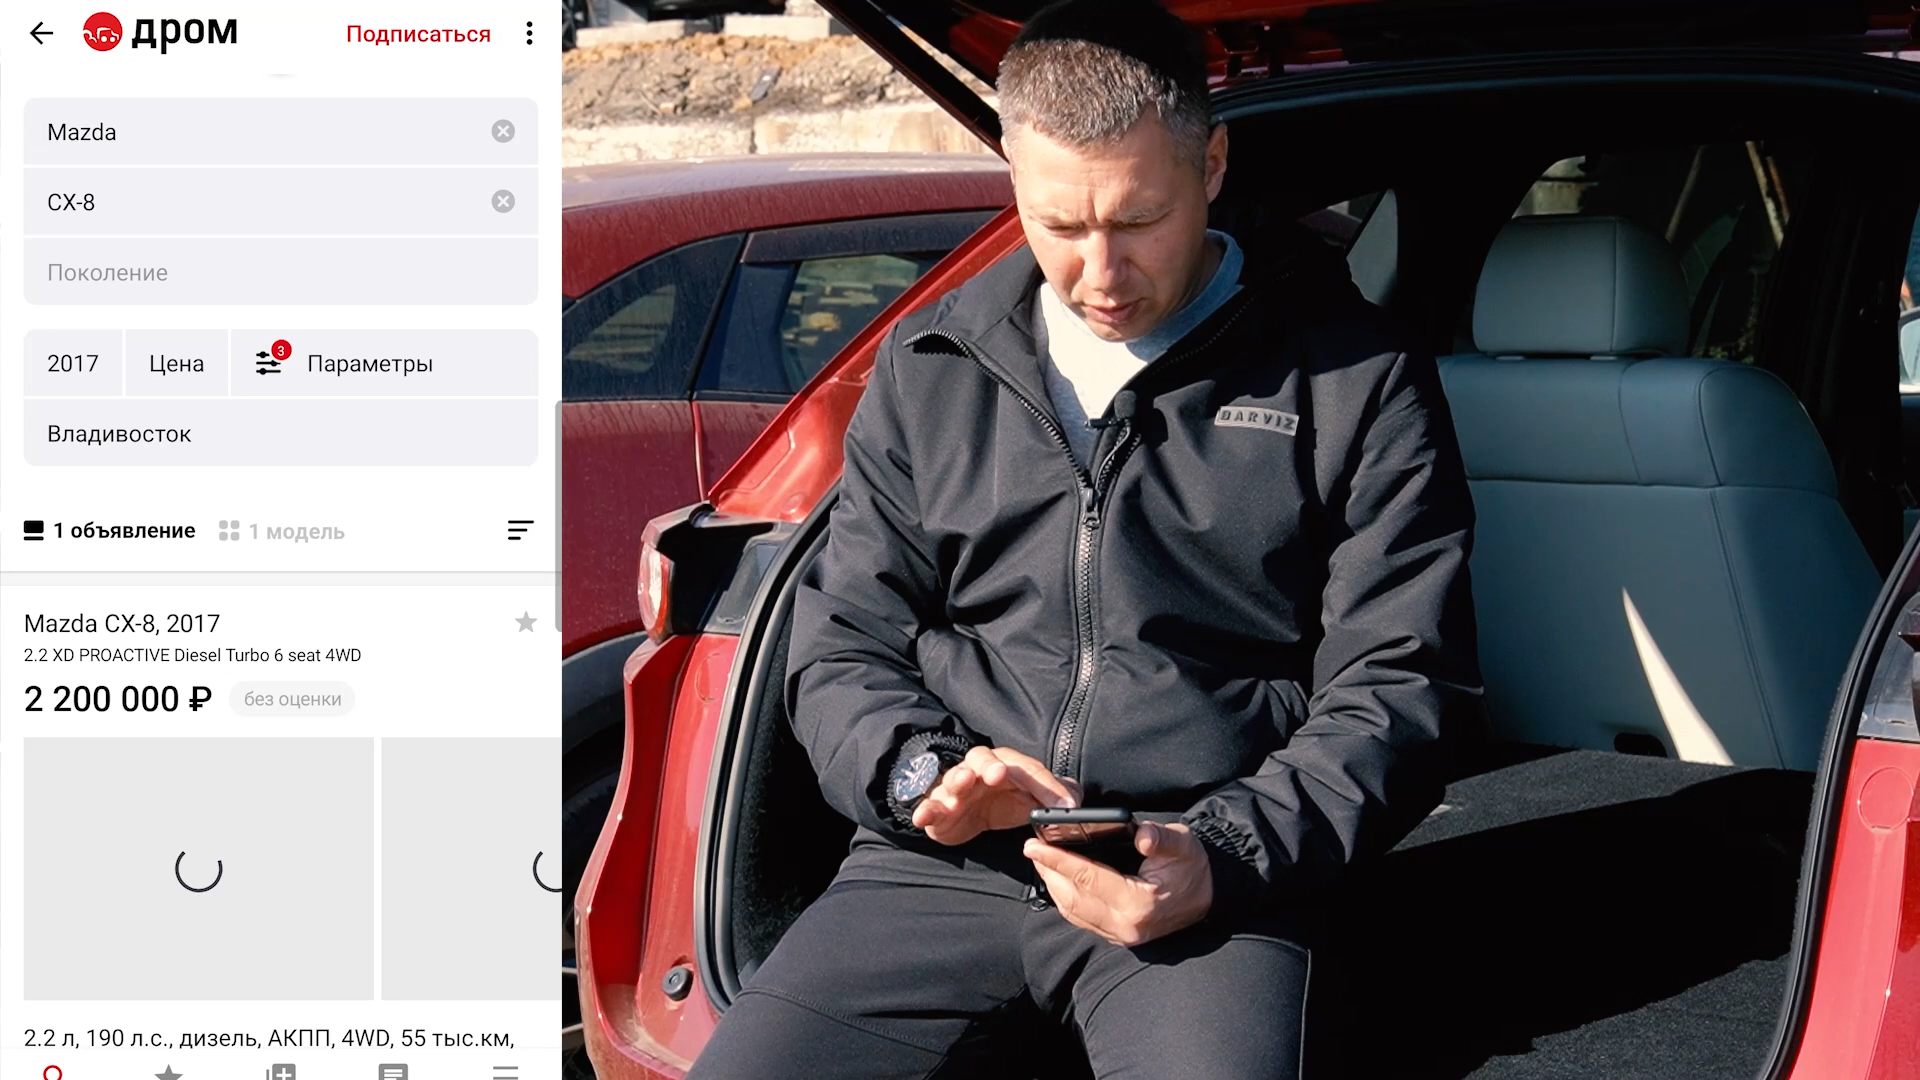 дром
Подписаться
Mazda
CX-8
Поколение
2017
Цена
3
Параметры
Владивосток
1 объявление
1 модель
Mazda CX-8, 2017
2.2 XD PROACTIVE Diesel Turbo 6 seat 4WD
2 200 000 ₽
без оценки
2.2 л, 190 л.с., дизель, АКПП, 4WD, 55 тыс.км,
BARVIZ